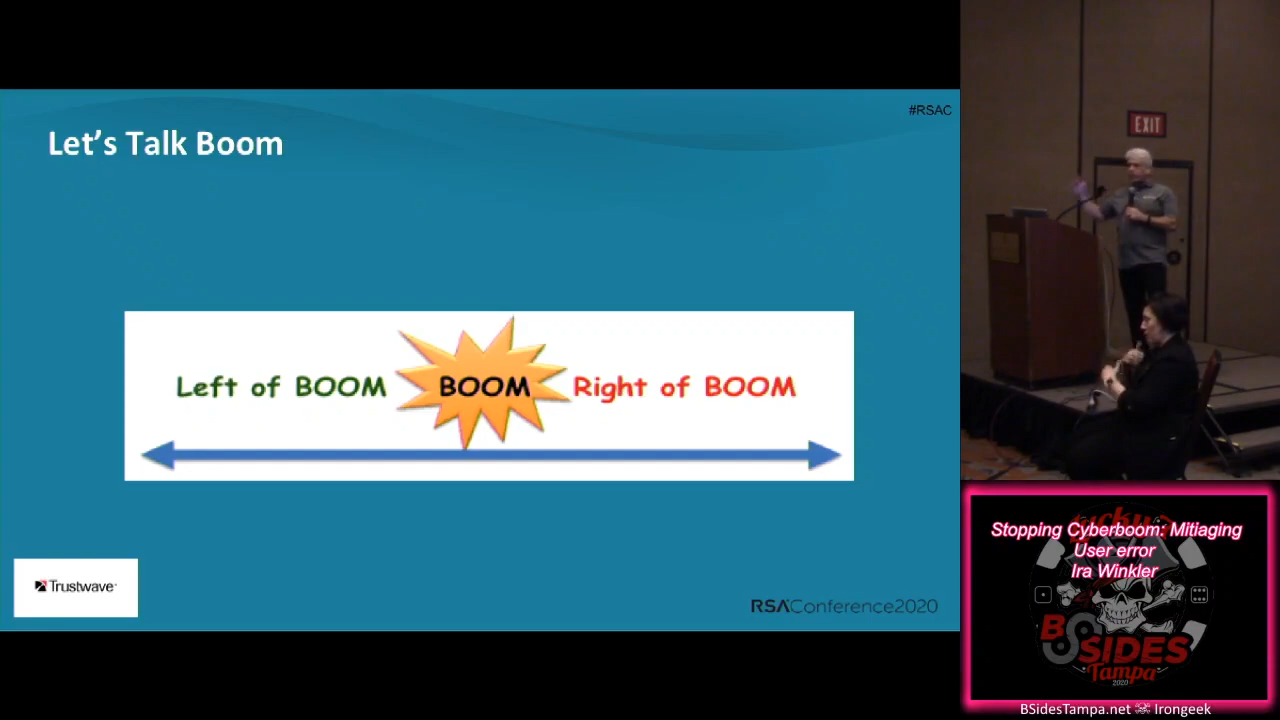 #RSAC
Let's Talk Boom
Left of BOOM
BOOM
Right of BOOM
Trustwave
RSAConference2020
EXIT
Stopping Cyberboom: Mitiaging
User error
Ira Winkler
BSIDES
Tampa
2020
BSidesTampa.net
Irongeek